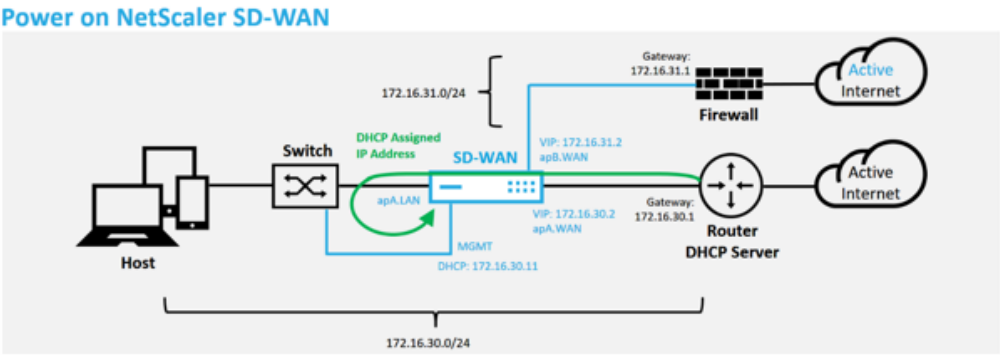 Power on NetScaler SD-WAN
Gateway:
172.16.31.1
Active
Internet
172.16.31.0/24
Firewall
DHCP Assigned
IP Address
VIP: 172.16.31.2
apB.WAN
Switch
SD-WAN
Active
Internet
apA.LAN
Gateway:
172.16.30.1
VIP: 172.16.30.2
apA.WAN
Router
DHCP Server
MGMT
DHCP: 172.16.30.11
Host
172.16.30.0/24